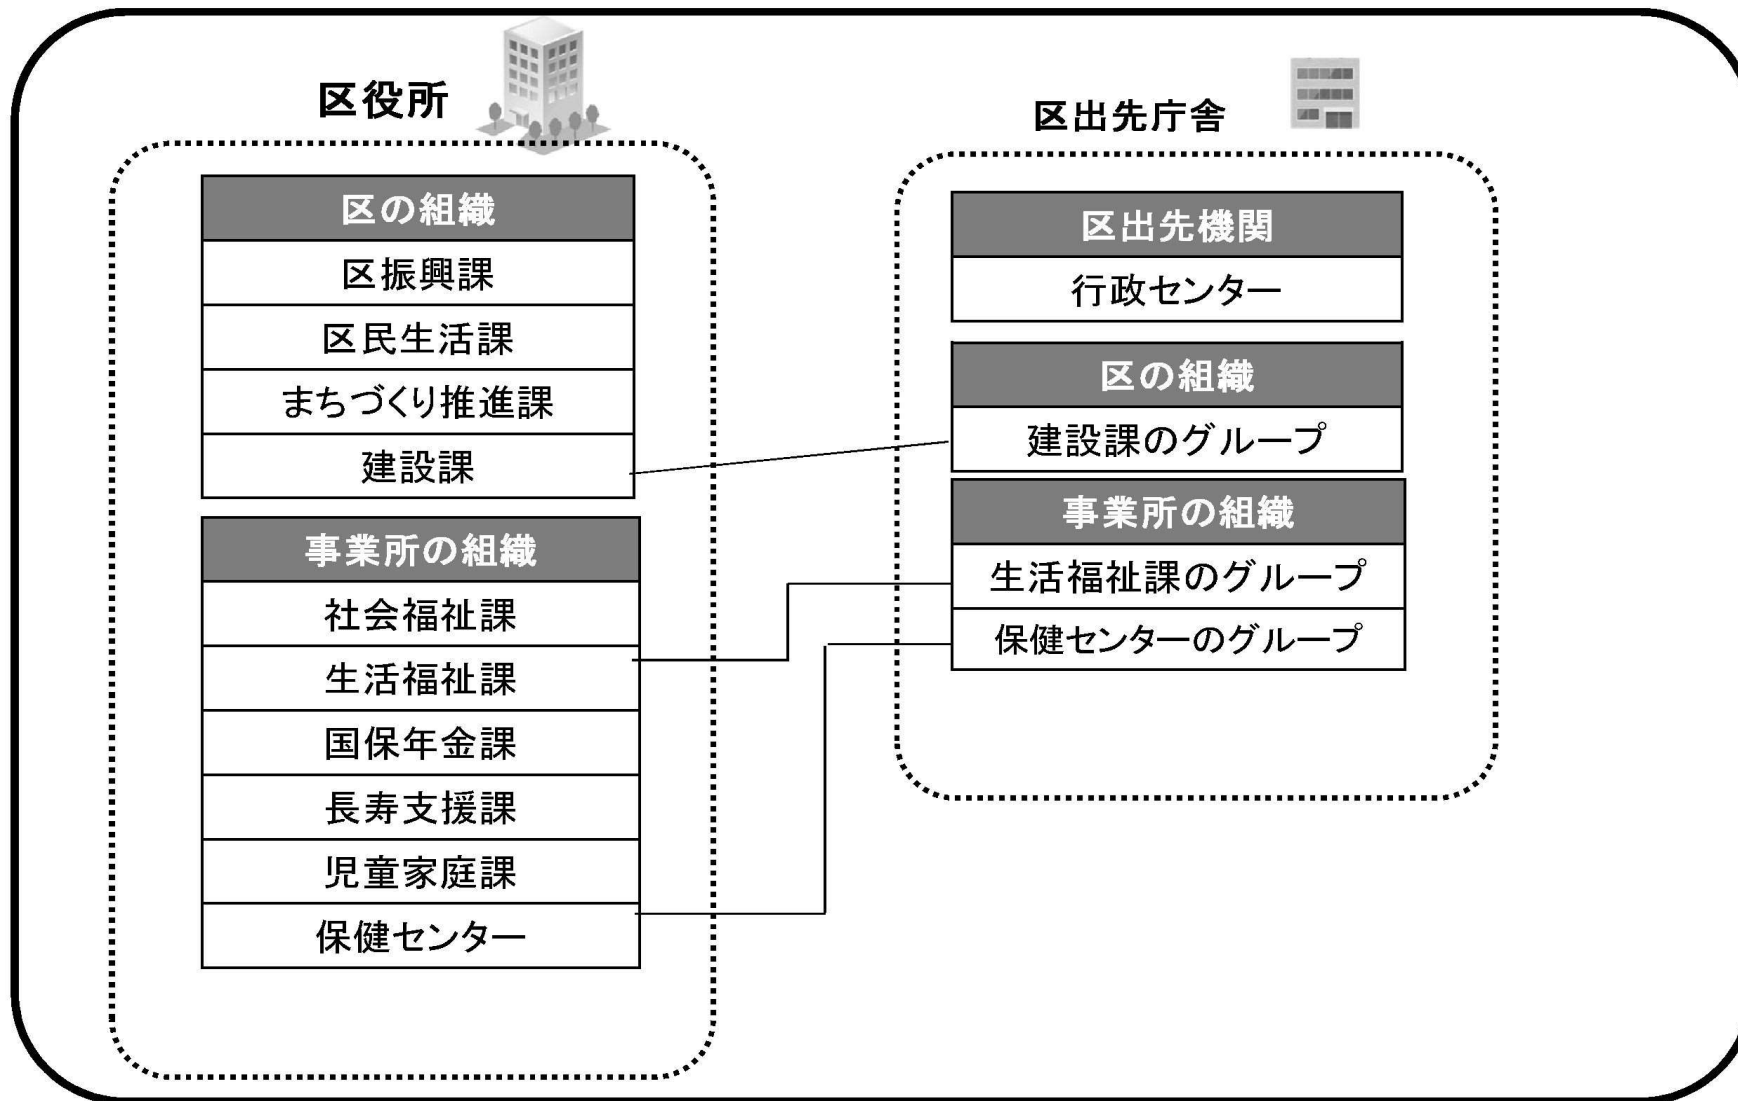 区役所
区の組織
区振興課
区民生活課
まちづくり推進課
建設課
事業所の組織
社会福祉課
生活福祉課
国保年金課
長寿支援課
児童家庭課
保健センター
区出先庁舎
区出先機関
行政センター
区の組織
建設課のグループ
事業所の組織
生活福祉課のグループ
保健センターのグループ